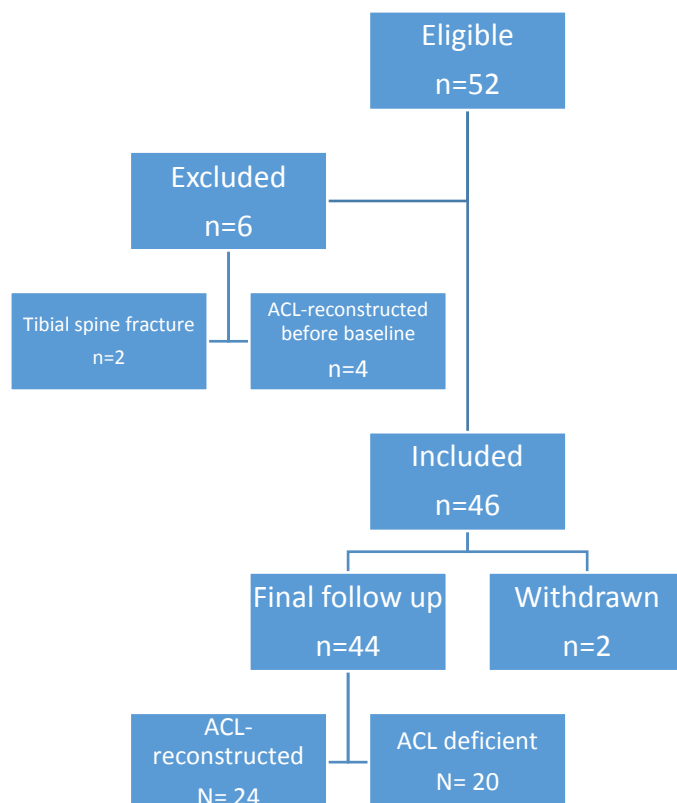 Eligible
n=52
Excluded
n=6
Tibial spine fracture
n=2
ACL-reconstructed
before baseline
n=4
Included
n=46
Final follow up
n=44
Withdrawn
n=2
ACL-
reconstructed
N= 24
ACL deficient
N= 20